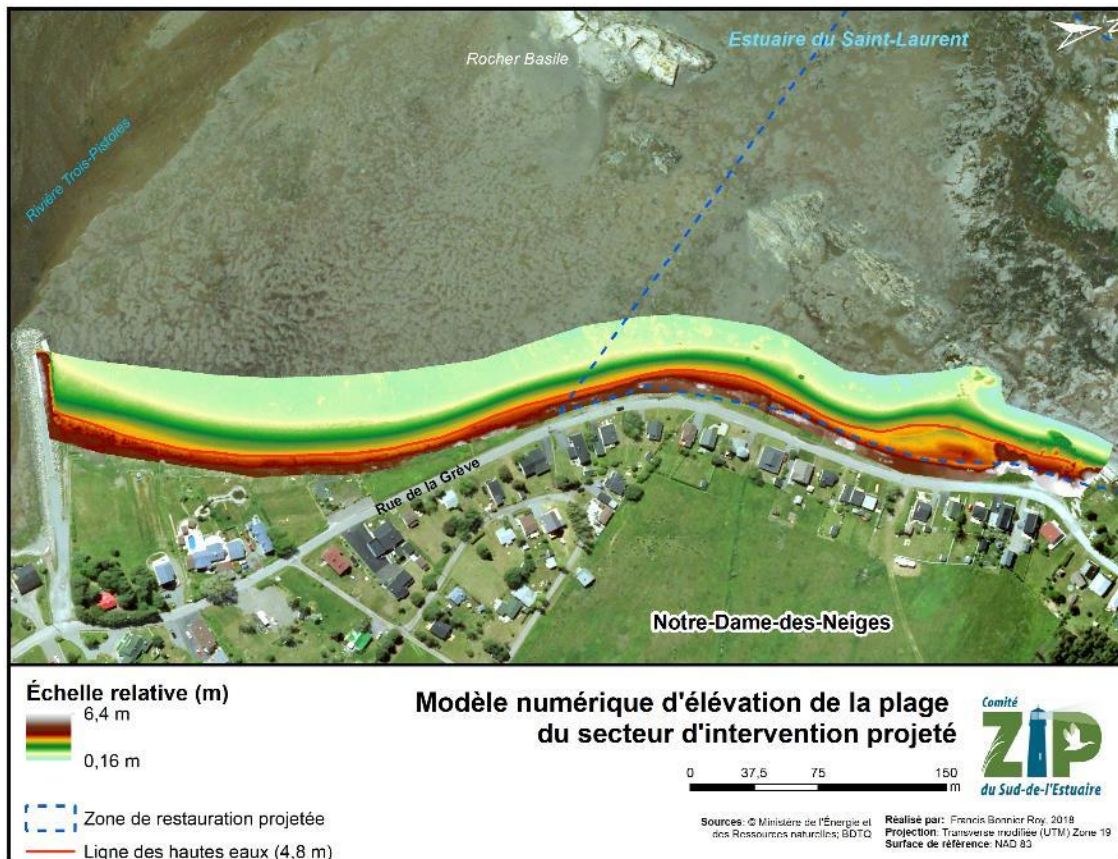 Rocher Basile
Estuaire du Saint-Laurent
Rivière Trois-Pistoles
Rue de la Grève
Notre-Dame-des-Neiges
Échelle relative (m)
6,4 m
0,16 m
Zone de restauration projetée
Ligne des hautes eaux (4,8 m)
Modèle numérique d'élévation de la plage
du secteur d'intervention projeté
0 37,5 75 150
m
Sources: © Ministère de l'Énergie et
des Ressources naturelles; BDTQ
Réalisé par: Francis Bonnier Roy, 2018
Projection: Transverse modifiée (UTM) Zone 19
Surface de référence: NAD 83
Comité
ZIP
du Sud-de-l'Estuaire